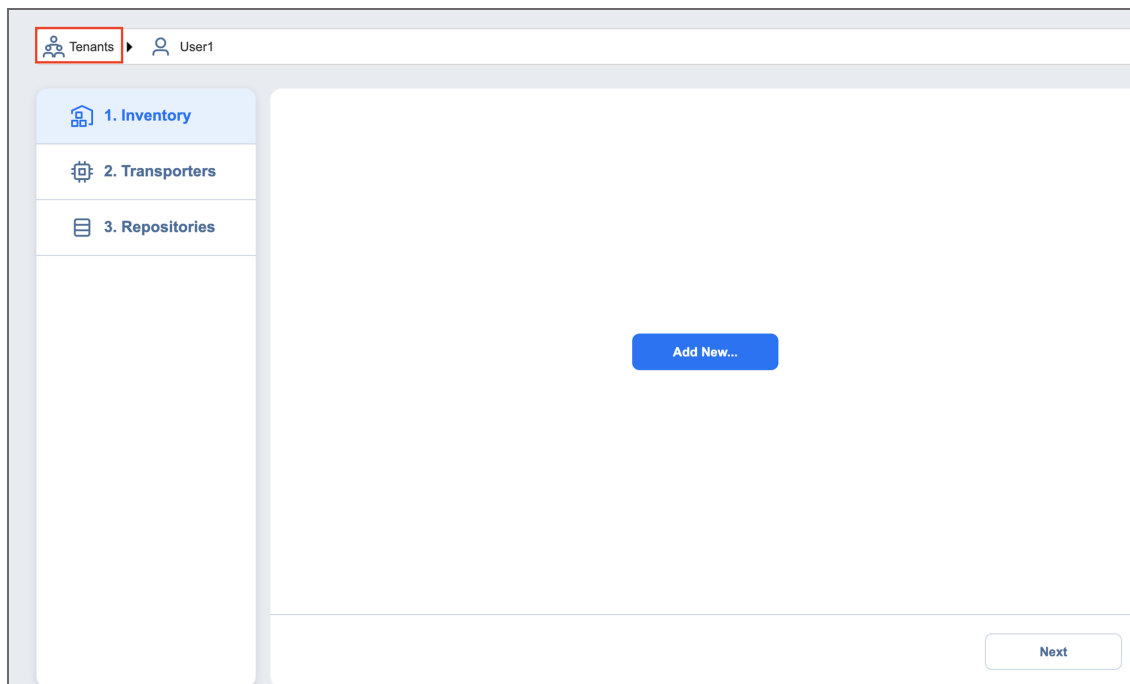 Tenants User1
1. Inventory
2. Transporters
3. Repositories
Add New...
Next